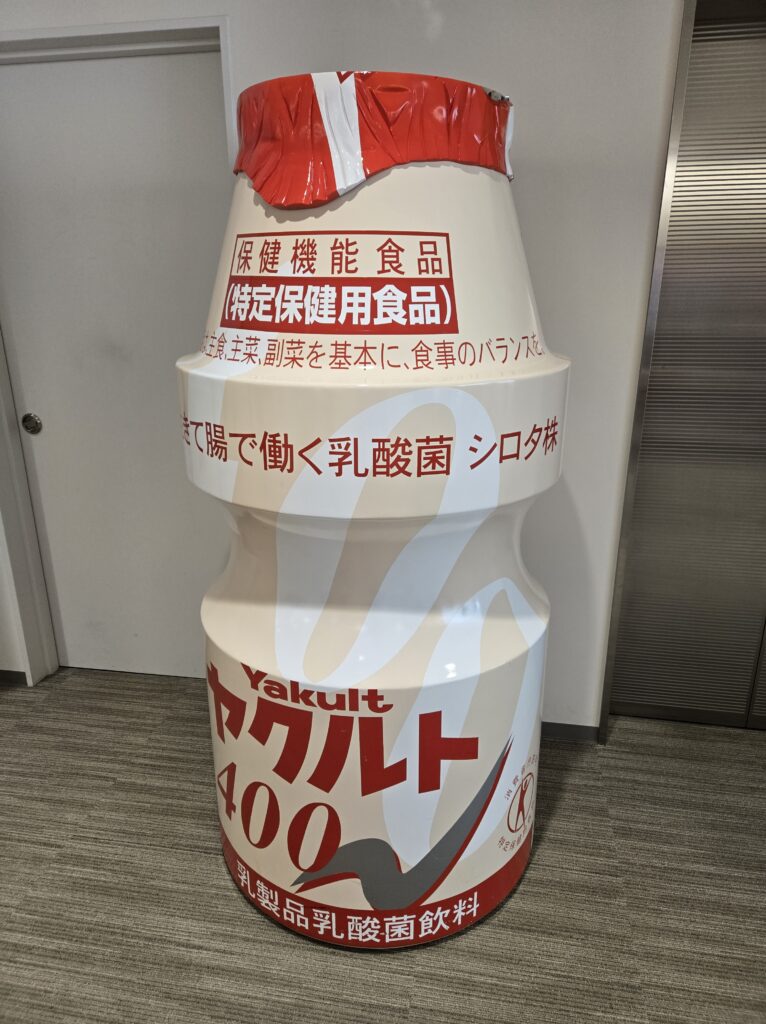 保健機能食品
(特定保健用食品)
主食、主菜、副菜を基本に、食事のバランスを。
きて腸で働く乳酸菌 シロタ株
Yakult
ヤクルト
400
乳製品乳酸菌飲料